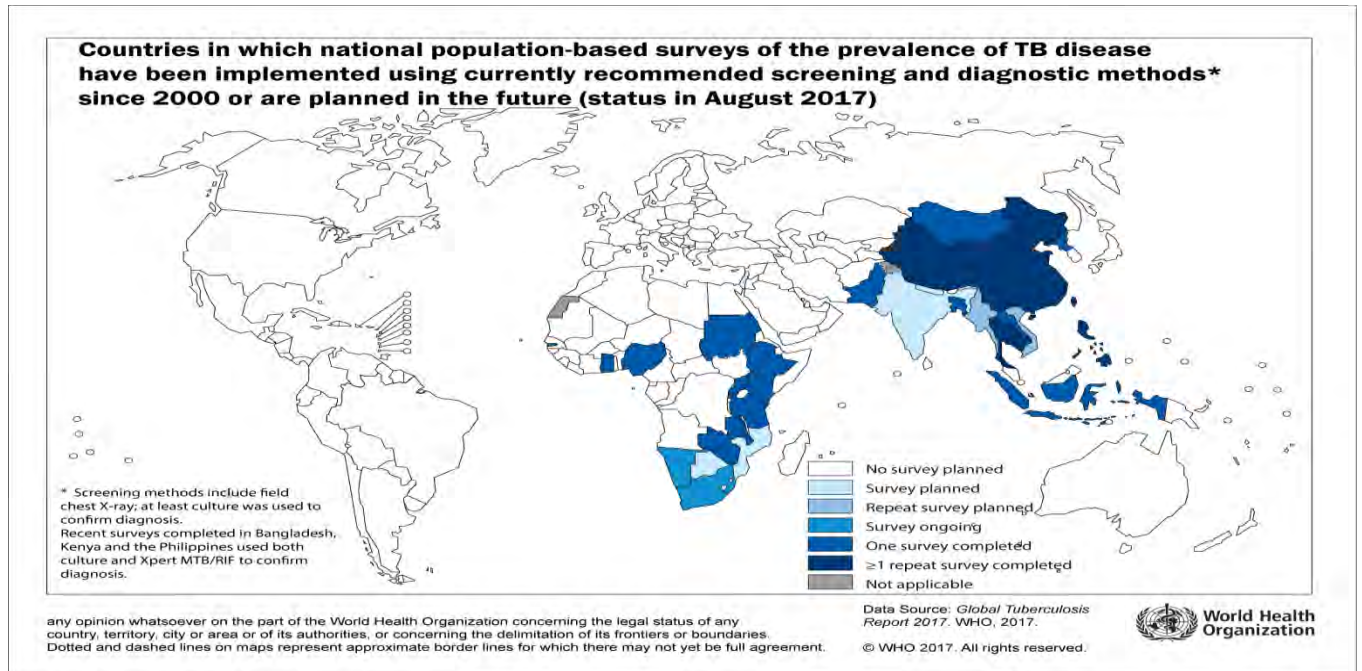 Countries in which national population-based surveys of the prevalence of TB disease
have been implemented using currently recommended screening and diagnostic methods*
since 2000 or are planned in the future (status in August 2017)
* Screening methods include field
chest X-ray; at least culture was used to
confirm diagnosis.
Recent surveys completed in Bangladesh,
Kenya and the Philippines used both
culture and Xpert MTB/RIF to confirm
diagnosis.
No survey planned
Survey planned
Repeat survey planned
Survey ongoing
One survey completed
≥1 repeat survey completed
Not applicable
any opinion whatsoever on the part of the World Health Organization concerning the legal status of any
country, territory, city or area or of its authorities, or concerning the delimitation of its frontiers or boundaries.
Dotted and dashed lines on maps represent approximate border lines for which there may not yet be full agreement.
Data Source: Global Tuberculosis
Report 2017. WHO, 2017.
© WHO 2017. All rights reserved.
World Health
Organization